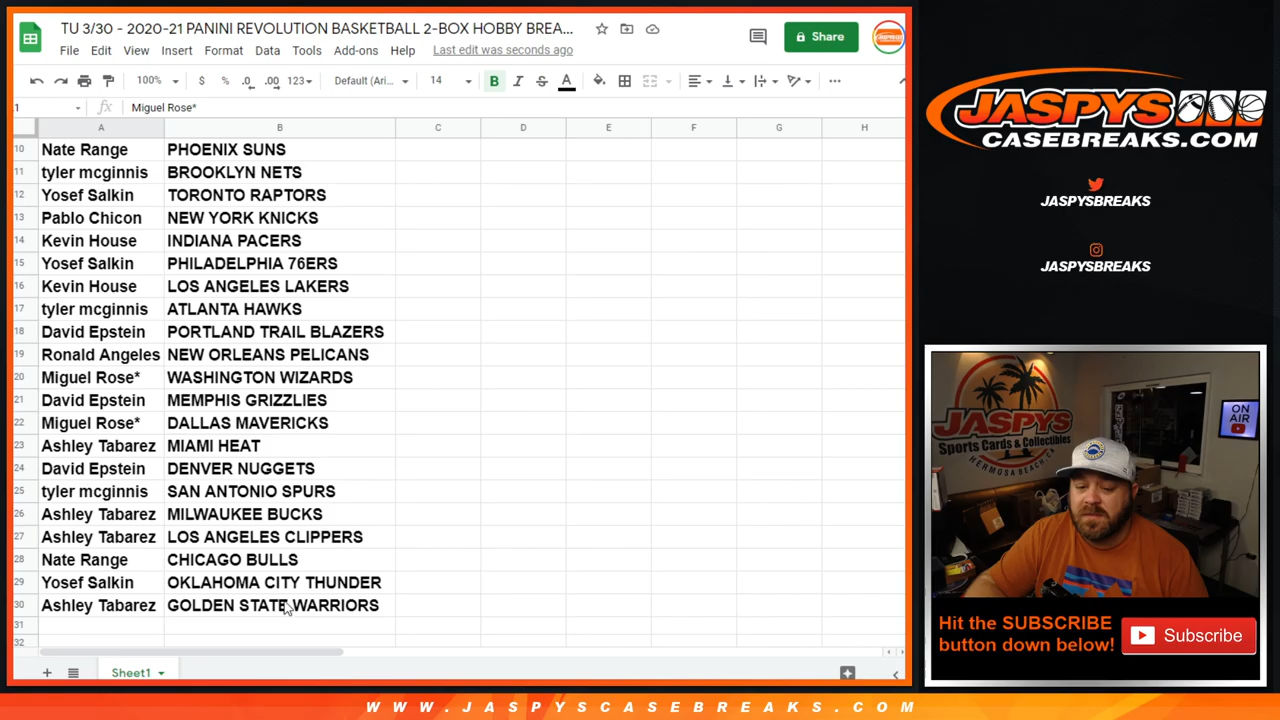 TU 3/30 - 2020-21 PANINI REVOLUTION BASKETBALL 2-BOX HOBBY BREA...
File Edit View Insert Format Data Tools Add-ons Help Last edit was seconds ago
Share
100% $ % .0 .00 123 Default (Ari... 14 B I S A
1 fx Miguel Rose*
A B C D E F G H
10 Nate Range PHOENIX SUNS
11 tyler mcginnis BROOKLYN NETS
12 Yosef Salkin TORONTO RAPTORS
13 Pablo Chicon NEW YORK KNICKS
14 Kevin House INDIANA PACERS
15 Yosef Salkin PHILADELPHIA 76ERS
16 Kevin House LOS ANGELES LAKERS
17 tyler mcginnis ATLANTA HAWKS
18 David Epstein PORTLAND TRAIL BLAZERS
19 Ronald Angeles NEW ORLEANS PELICANS
20 Miguel Rose* WASHINGTON WIZARDS
21 David Epstein MEMPHIS GRIZZLIES
22 Miguel Rose* DALLAS MAVERICKS
23 Ashley Tabarez MIAMI HEAT
24 David Epstein DENVER NUGGETS
25 tyler mcginnis SAN ANTONIO SPURS
26 Ashley Tabarez MILWAUKEE BUCKS
27 Ashley Tabarez LOS ANGELES CLIPPERS
28 Nate Range CHICAGO BULLS
29 Yosef Salkin OKLAHOMA CITY THUNDER
30 Ashley Tabarez GOLDEN STATE WARRIORS
31
32
Sheet1
JASPYS
CASEBREAKS.COM
JASPYSBREAKS
JASPYSBREAKS
JASPYS
Sports Cards & Collectibles
HERMOSA BEACH, CA
ON
AIR
Hit the SUBSCRIBE
button down below!
Subscribe
WWW.JASPYSCASEBREAKS.COM